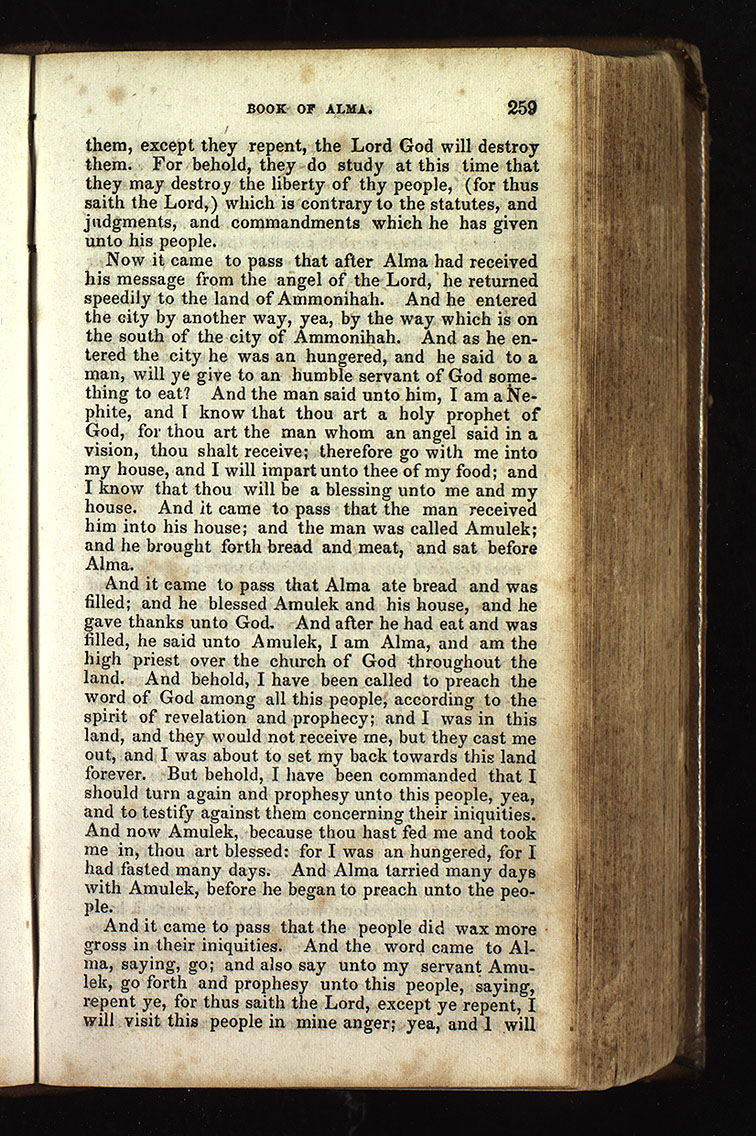 BOOK OF ALMA. 259
them, except they repent, the Lord God will destroy
them. For behold, they do study at this time that
they may destroy the liberty of thy people, (for thus
saith the Lord,) which is contrary to the statutes, and
judgments, and commandments which he has given
unto his people.
Now it came to pass that after Alma had received
his message from the angel of the Lord, he returned
speedily to the land of Ammonihah. And he entered
the city by another way, yea, by the way which is on
the south of the city of Ammonihah. And as he en-
tered the city he was an hungered, and he said to a
man, will ye give to an humble servant of God some-
thing to eat? And the man said unto him, I am a Ne-
phite, and I know that thou art a holy prophet of
God, for thou art the man whom an angel said in a
vision, thou shalt receive; therefore go with me into
my house, and I will impart unto thee of my food; and
I know that thou will be a blessing unto me and my
house. And it came to pass that the man received
him into his house; and the man was called Amulek;
and he brought forth bread and meat, and sat before
Alma.
And it came to pass that Alma ate bread and was
filled; and he blessed Amulek and his house, and he
gave thanks unto God. And after he had eat and was
filled, he said unto Amulek, I am Alma, and am the
high priest over the church of God throughout the
land. And behold, I have been called to preach the
word of God among all this people, according to the
spirit of revelation and prophecy; and I was in this
land, and they would not receive me, but they cast me
out, and I was about to set my back towards this land
forever. But behold, I have been commanded that I
should turn again and prophesy unto this people, yea,
and to testify against them concerning their iniquities.
And now Amulek, because thou hast fed me and took
me in, thou art blessed: for I was an hungered, for I
had fasted many days. And Alma tarried many days
with Amulek, before he began to preach unto the peo-
ple.
And it came to pass that the people did wax more
gross in their iniquities. And the word came to Al-
ma, saying, go; and also say unto my servant Amu-
lek, go forth and prophesy unto this people, saying,
repent ye, for thus saith the Lord, except ye repent, I
will visit this people in mine anger; yea, and I will